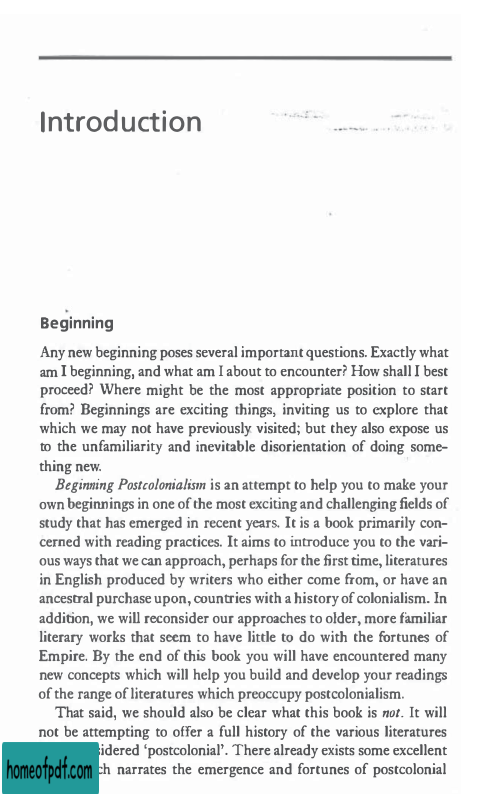 Introduction
Beginning
Any new beginning poses several important questions. Exactly what
am I beginning, and what am I about to encounter? How shall I best
proceed? Where might be the most appropriate position to start
from? Beginnings are exciting things, inviting us to explore that
which we may not have previously visited; but they also expose us
to the unfamiliarity and inevitable disorientation of doing some-
thing new.
Beginning Postcolonialism is an attempt to help you to make your
own beginnings in one of the most exciting and challenging fields of
study that has emerged in recent years. It is a book primarily con-
cerned with reading practices. It aims to introduce you to the vari-
ous ways that we can approach, perhaps for the first time, literatures
in English produced by writers who either come from, or have an
ancestral purchase upon, countries with a history of colonialism. In
addition, we will reconsider our approaches to older, more familiar
literary works that seem to have little to do with the fortunes of
Empire. By the end of this book you will have encountered many
new concepts which will help you build and develop your readings
of the range of literatures which preoccupy postcolonialism.
That said, we should also be clear what this book is not. It will
not be attempting to offer a full history of the various literatures
sidered 'postcolonial'. There already exists some excellent
ch narrates the emergence and fortunes of postcolonial
homeofpdf.com